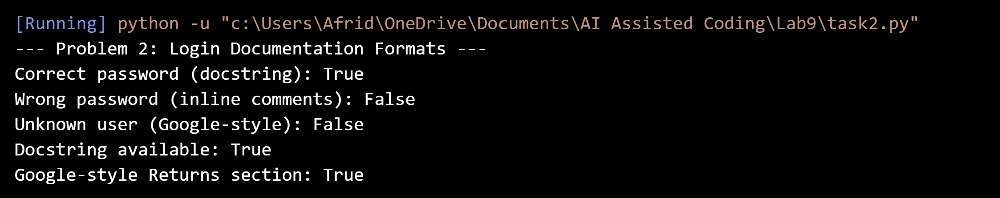 [Running] python -u "c:\Users\Afrid\OneDrive\Documents\AI Assisted Coding\Lab9\task2.py"
--- Problem 2: Login Documentation Formats ---
Correct password (docstring): True
Wrong password (inline comments): False
Unknown user (Google-style): False
Docstring available: True
Google-style Returns section: True